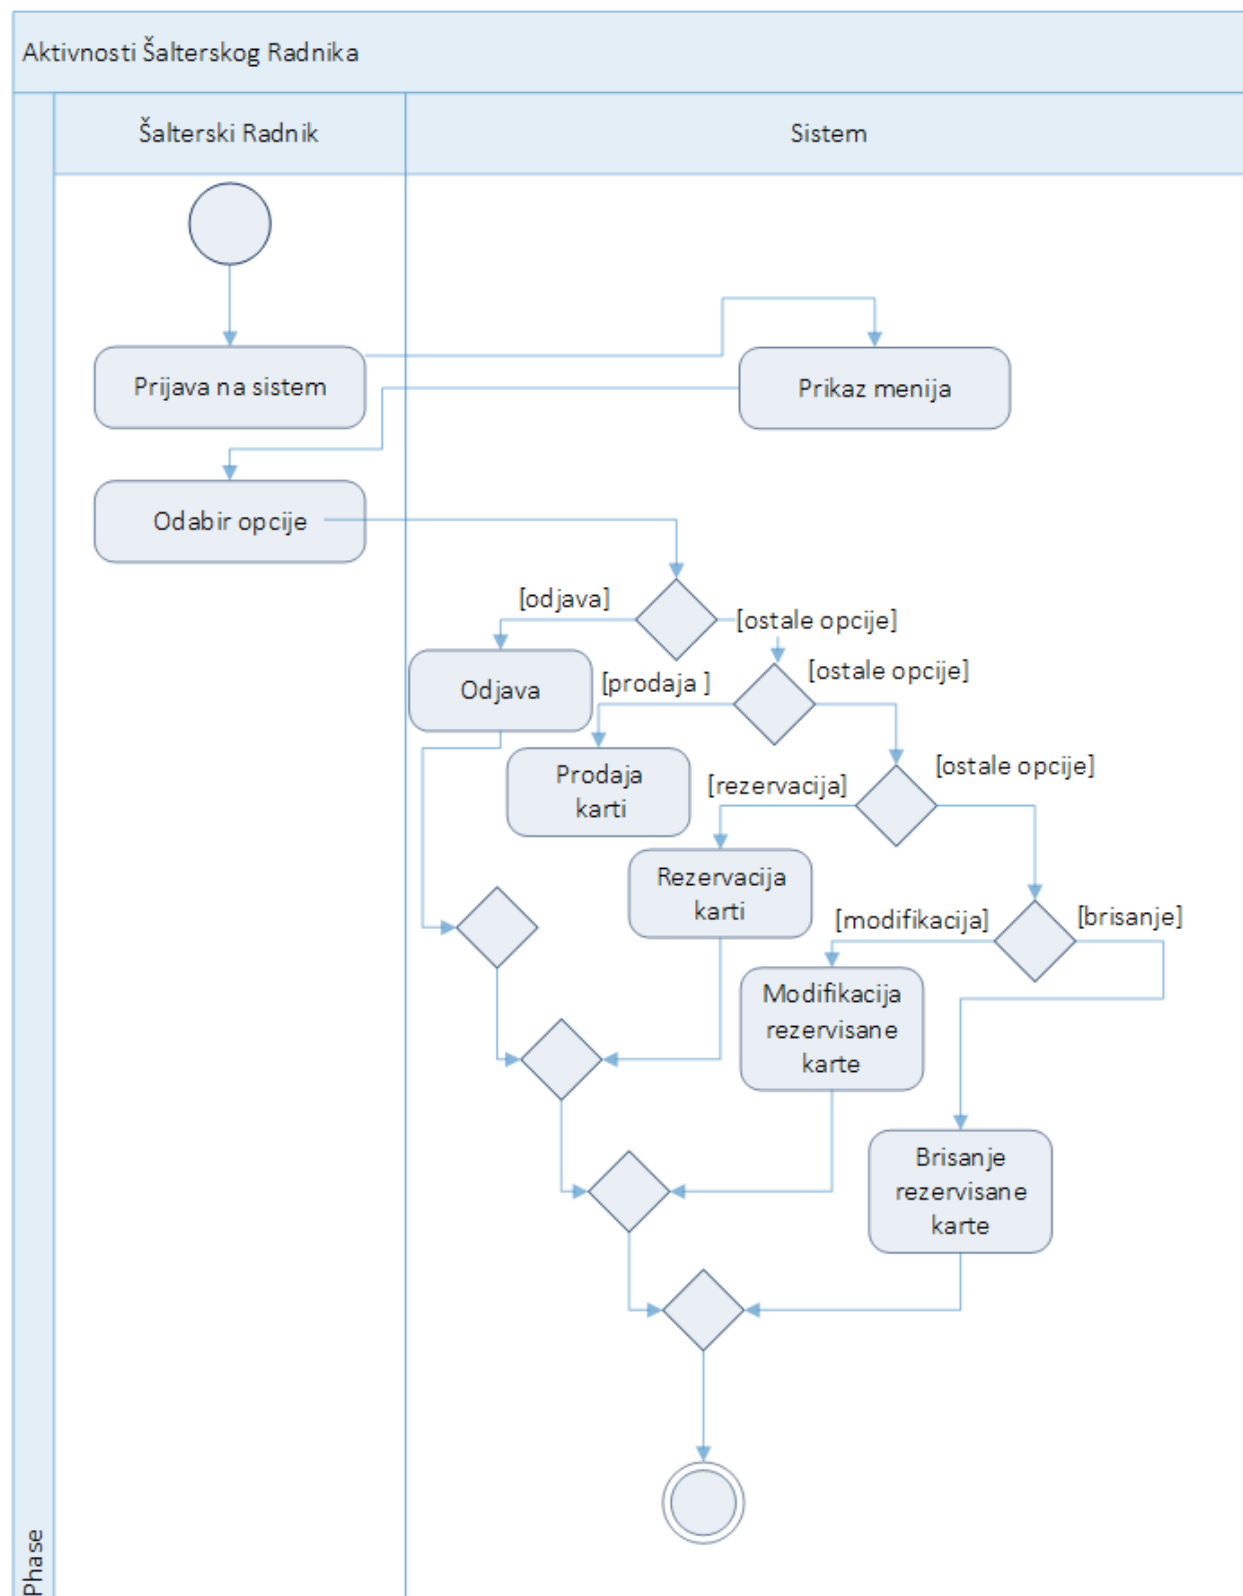 Aktivnosti Šalterskog Radnika
Šalterski Radnik
Sistem
Prijava na sistem
Prikaz menija
Odabir opcije
[odjava]
[ostale opcije]
Odjava
[prodaja ]
[ostale opcije]
Prodaja
karti
[rezervacija]
[ostale opcije]
Rezervacija
karti
[modifikacija]
[brisanje]
Modifikacija
rezervisane
karte
Brisanje
rezervisane
karte
Phase